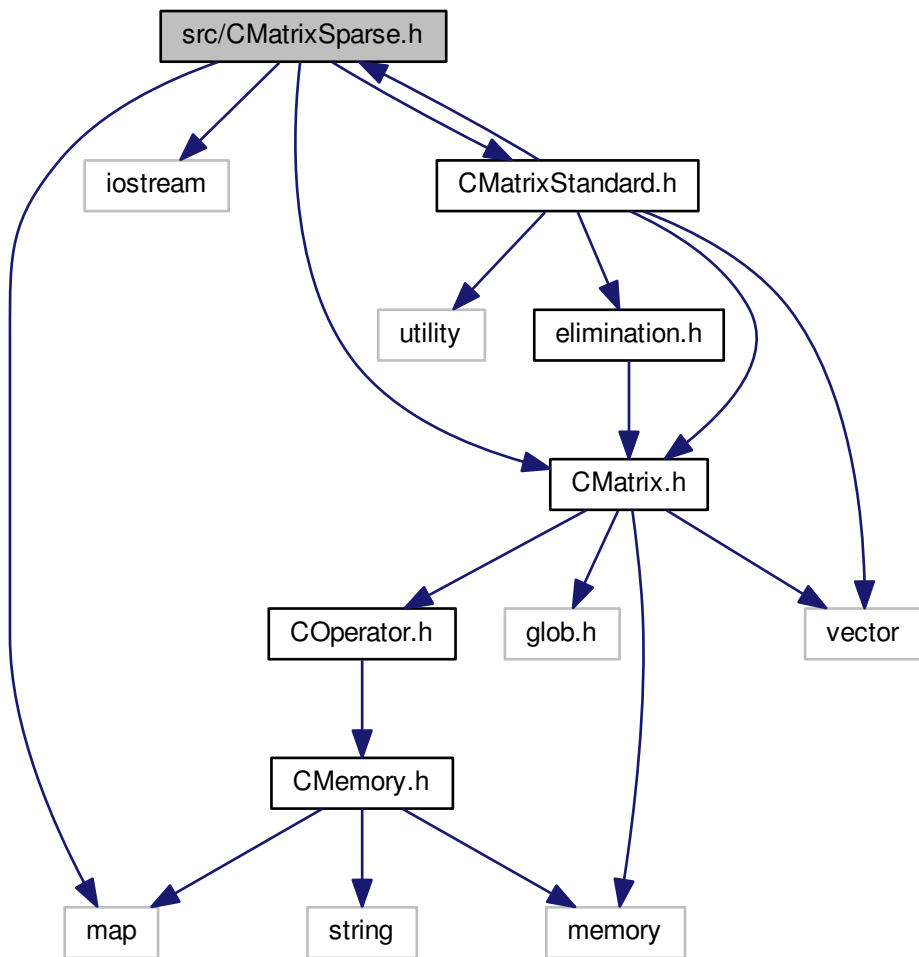 src/CMatrixSparse.h
iostream
CMatrixStandard.h
utility
elimination.h
CMatrix.h
COperator.h
glob.h
vector
CMemory.h
map
string
memory